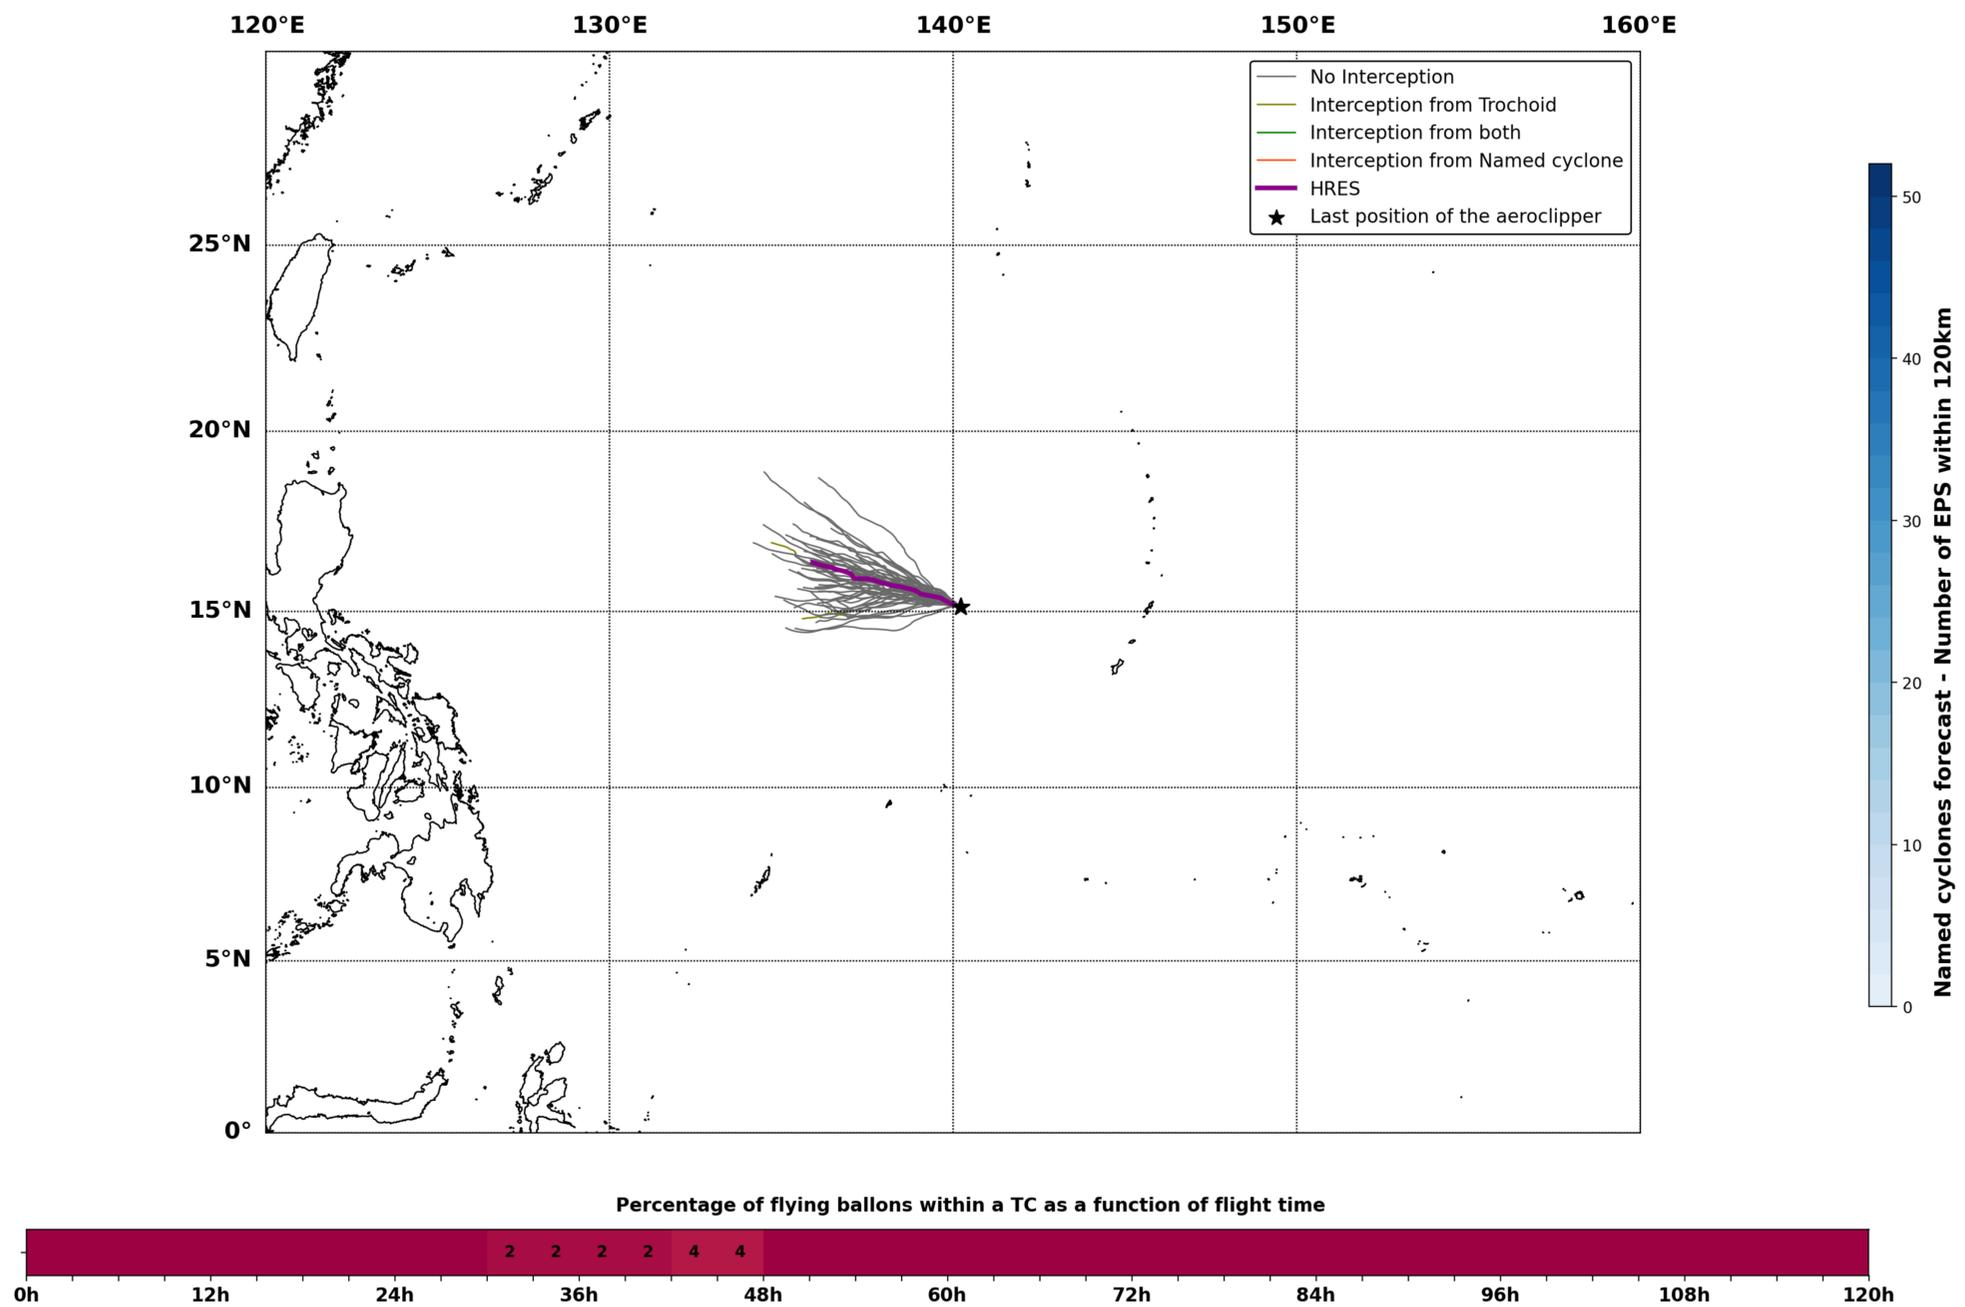 120°E 130°E 140°E 150°E 160°E
No Interception
Interception from Trochoid
Interception from both
Interception from Named cyclone
HRES
Last position of the aeroclipper
25°N
20°N
15°N
10°N
5°N
0°
50
40
30
20
10
0
Named cyclones forecast - Number of EPS within 120km
Percentage of flying ballons within a TC as a function of flight time
2 2 2 2 4 4
0h 12h 24h 36h 48h 60h 72h 84h 96h 108h 120h